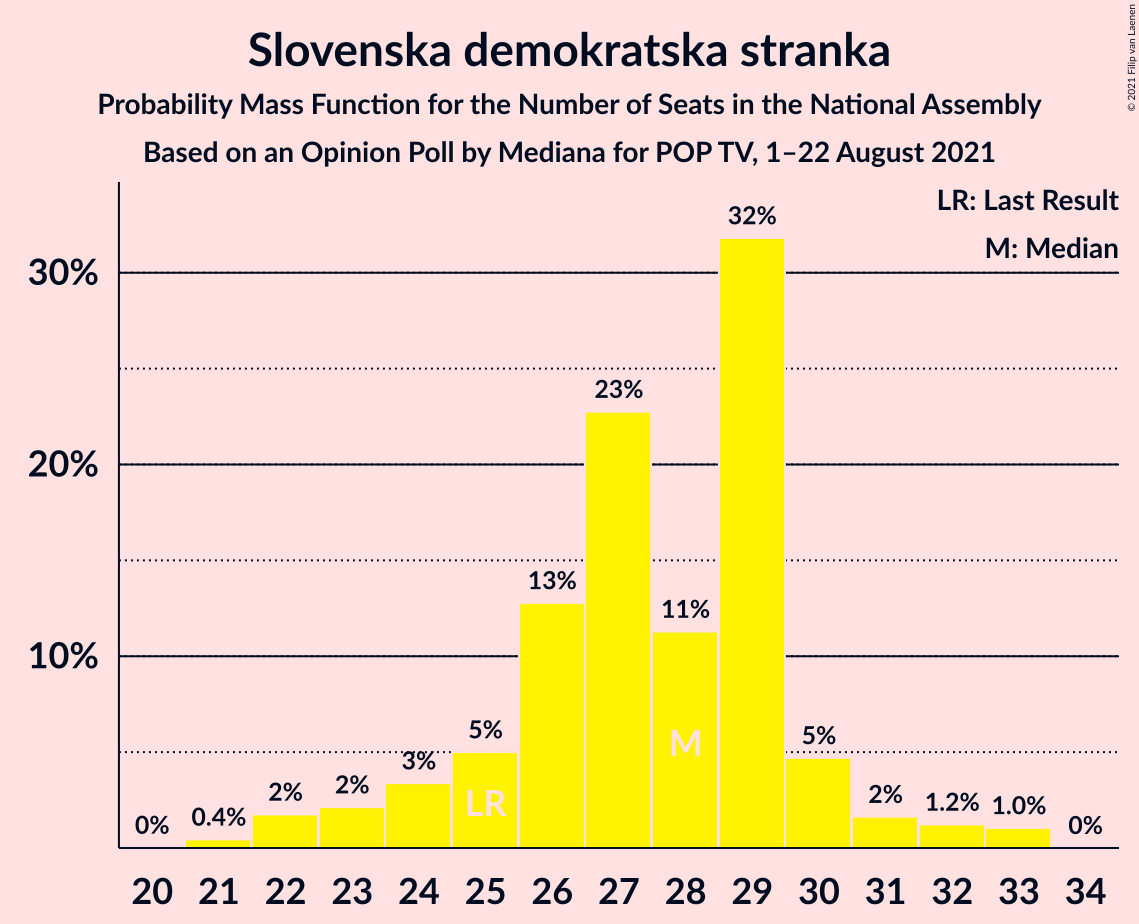 Slovenska demokratska stranka
Probability Mass Function for the Number of Seats in the National Assembly
Based on an Opinion Poll by Mediana for POP TV, 1–22 August 2021
© 2021 Filip van Laenen
LR: Last Result
M: Median
30%
20%
10%
0%
0.4%
2%
2%
3%
5%
13%
23%
11%
32%
5%
2%
1.2%
1.0%
0%
LR
M
20 21 22 23 24 25 26 27 28 29 30 31 32 33 34